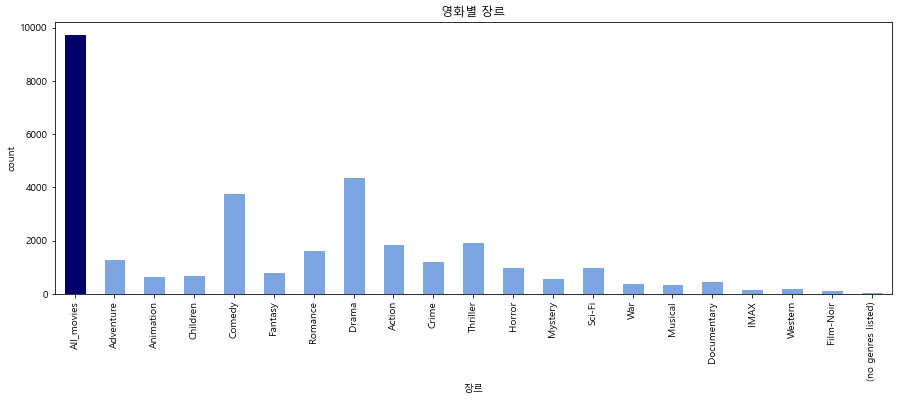 영화별 장르
10000
8000
6000
4000
2000
0
count
All_movies
Adventure
Animation
Children
Comedy
Fantasy
Romance
Drama
Action
Crime
Thriller
Horror
Mystery
Sci-Fi
War
Musical
Documentary
IMAX
Western
Film-Noir
(no genres listed)
장르